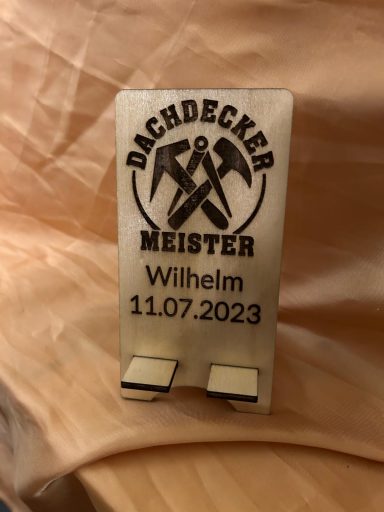 DACHDECKER
MEISTER
Wilhelm
11.07.2023